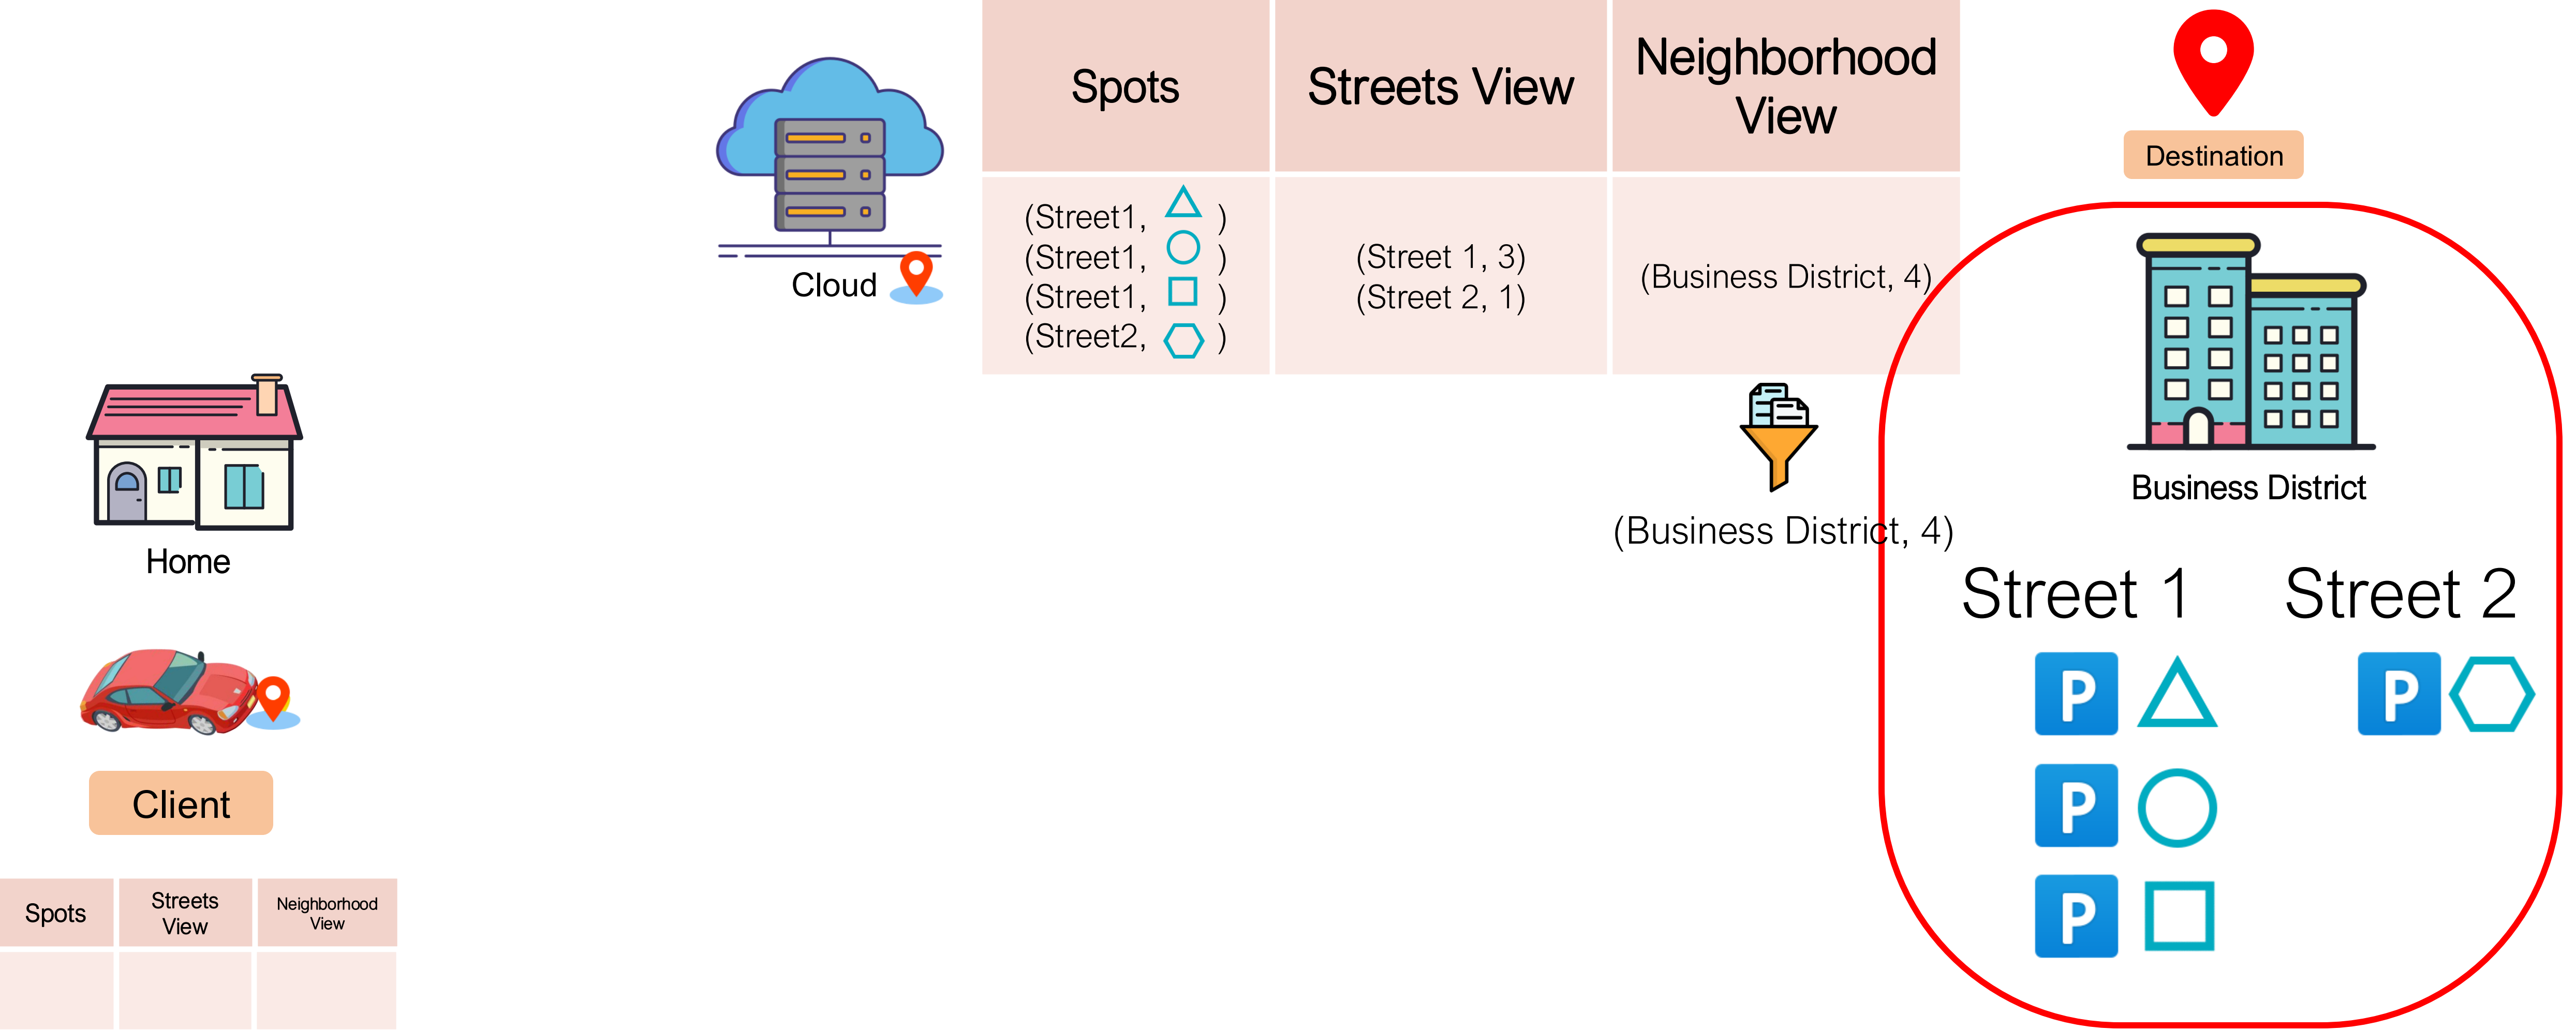 Spots
Streets View
Neighborhood
View
(Street1, )
(Street1, )
(Street1, )
(Street2, )
(Street 1, 3)
(Street 2, 1)
(Business District, 4)
Cloud
Destination
Business District
(Business District, 4)
Home
Client
Street 1
Street 2
P
P
P
P
Spots
Streets
View
Neighborhood
View